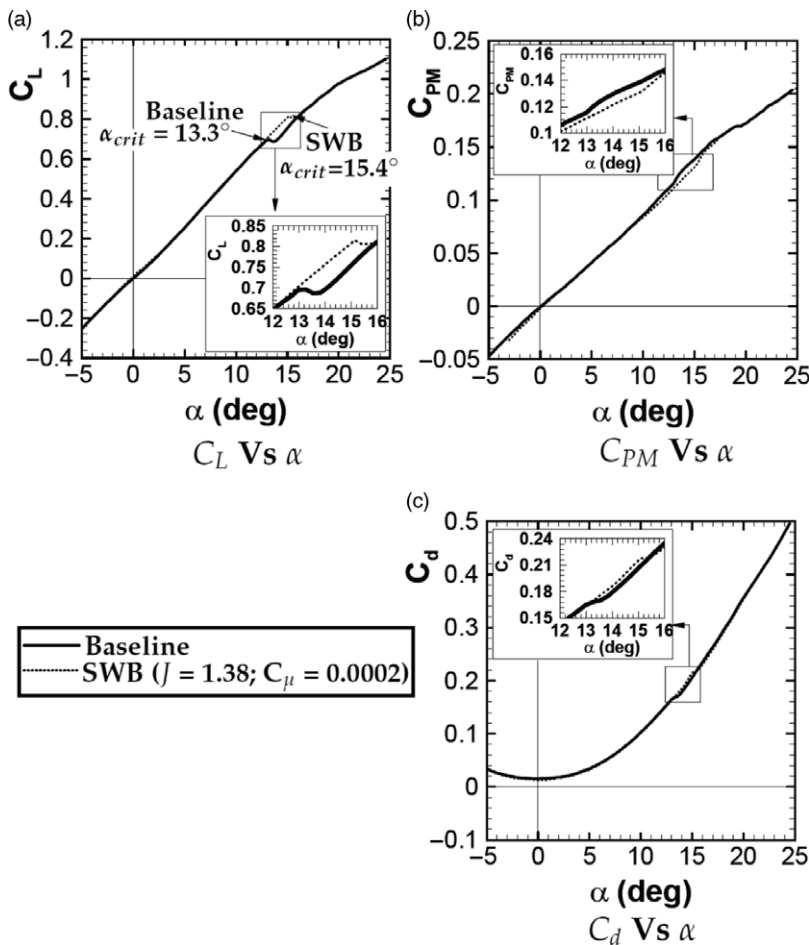 (a)
C_L
1.2
1
0.8
0.6
0.4
0.2
0
−0.2
−0.4
Baseline
α_crit = 13.3°
SWB
α_crit=15.4°
C_L
0.85
0.8
0.75
0.7
0.65
12 13 14 15 16
α (deg)
−5 0 5 10 15 20 25
α (deg)
C_L Vs α
(b)
C_PM
0.25
0.2
0.15
0.1
0.05
0
−0.05
C_PM
0.16
0.14
0.12
0.1
12 13 14 15 16
α (deg)
−5 0 5 10 15 20 25
α (deg)
C_PM Vs α
(c)
C_d
0.5
0.4
0.3
0.2
0.1
0
−0.1
C_d
0.24
0.21
0.18
0.15
12 13 14 15 16
α (deg)
−5 0 5 10 15 20 25
α (deg)
C_d Vs α
Baseline
SWB (J = 1.38; C_μ = 0.0002)